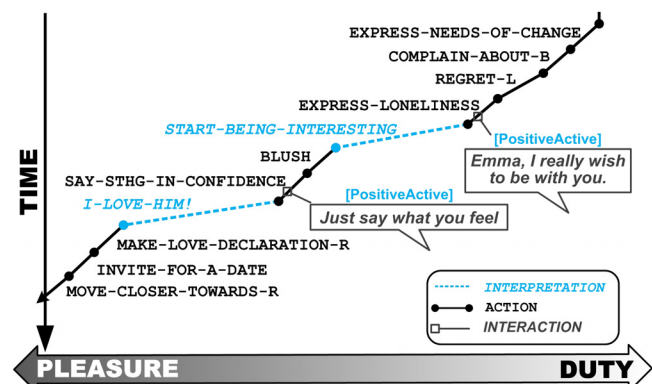 EXPRESS-NEEDS-OF-CHANGE
COMPLAIN-ABOUT-B
REGRET-L
EXPRESS-LONELINESS
START-BEING-INTERESTING
[PositiveActive]
Emma, I really wish
to be with you.
BLUSH
SAY-STHG-IN-CONFIDENCE
[PositiveActive]
Just say what you feel
I-LOVE-HIM!
MAKE-LOVE-DECLARATION-R
INVITE-FOR-A-DATE
MOVE-CLOSER-TOWARDS-R
TIME
INTERPRETATION
ACTION
INTERACTION
PLEASURE
DUTY